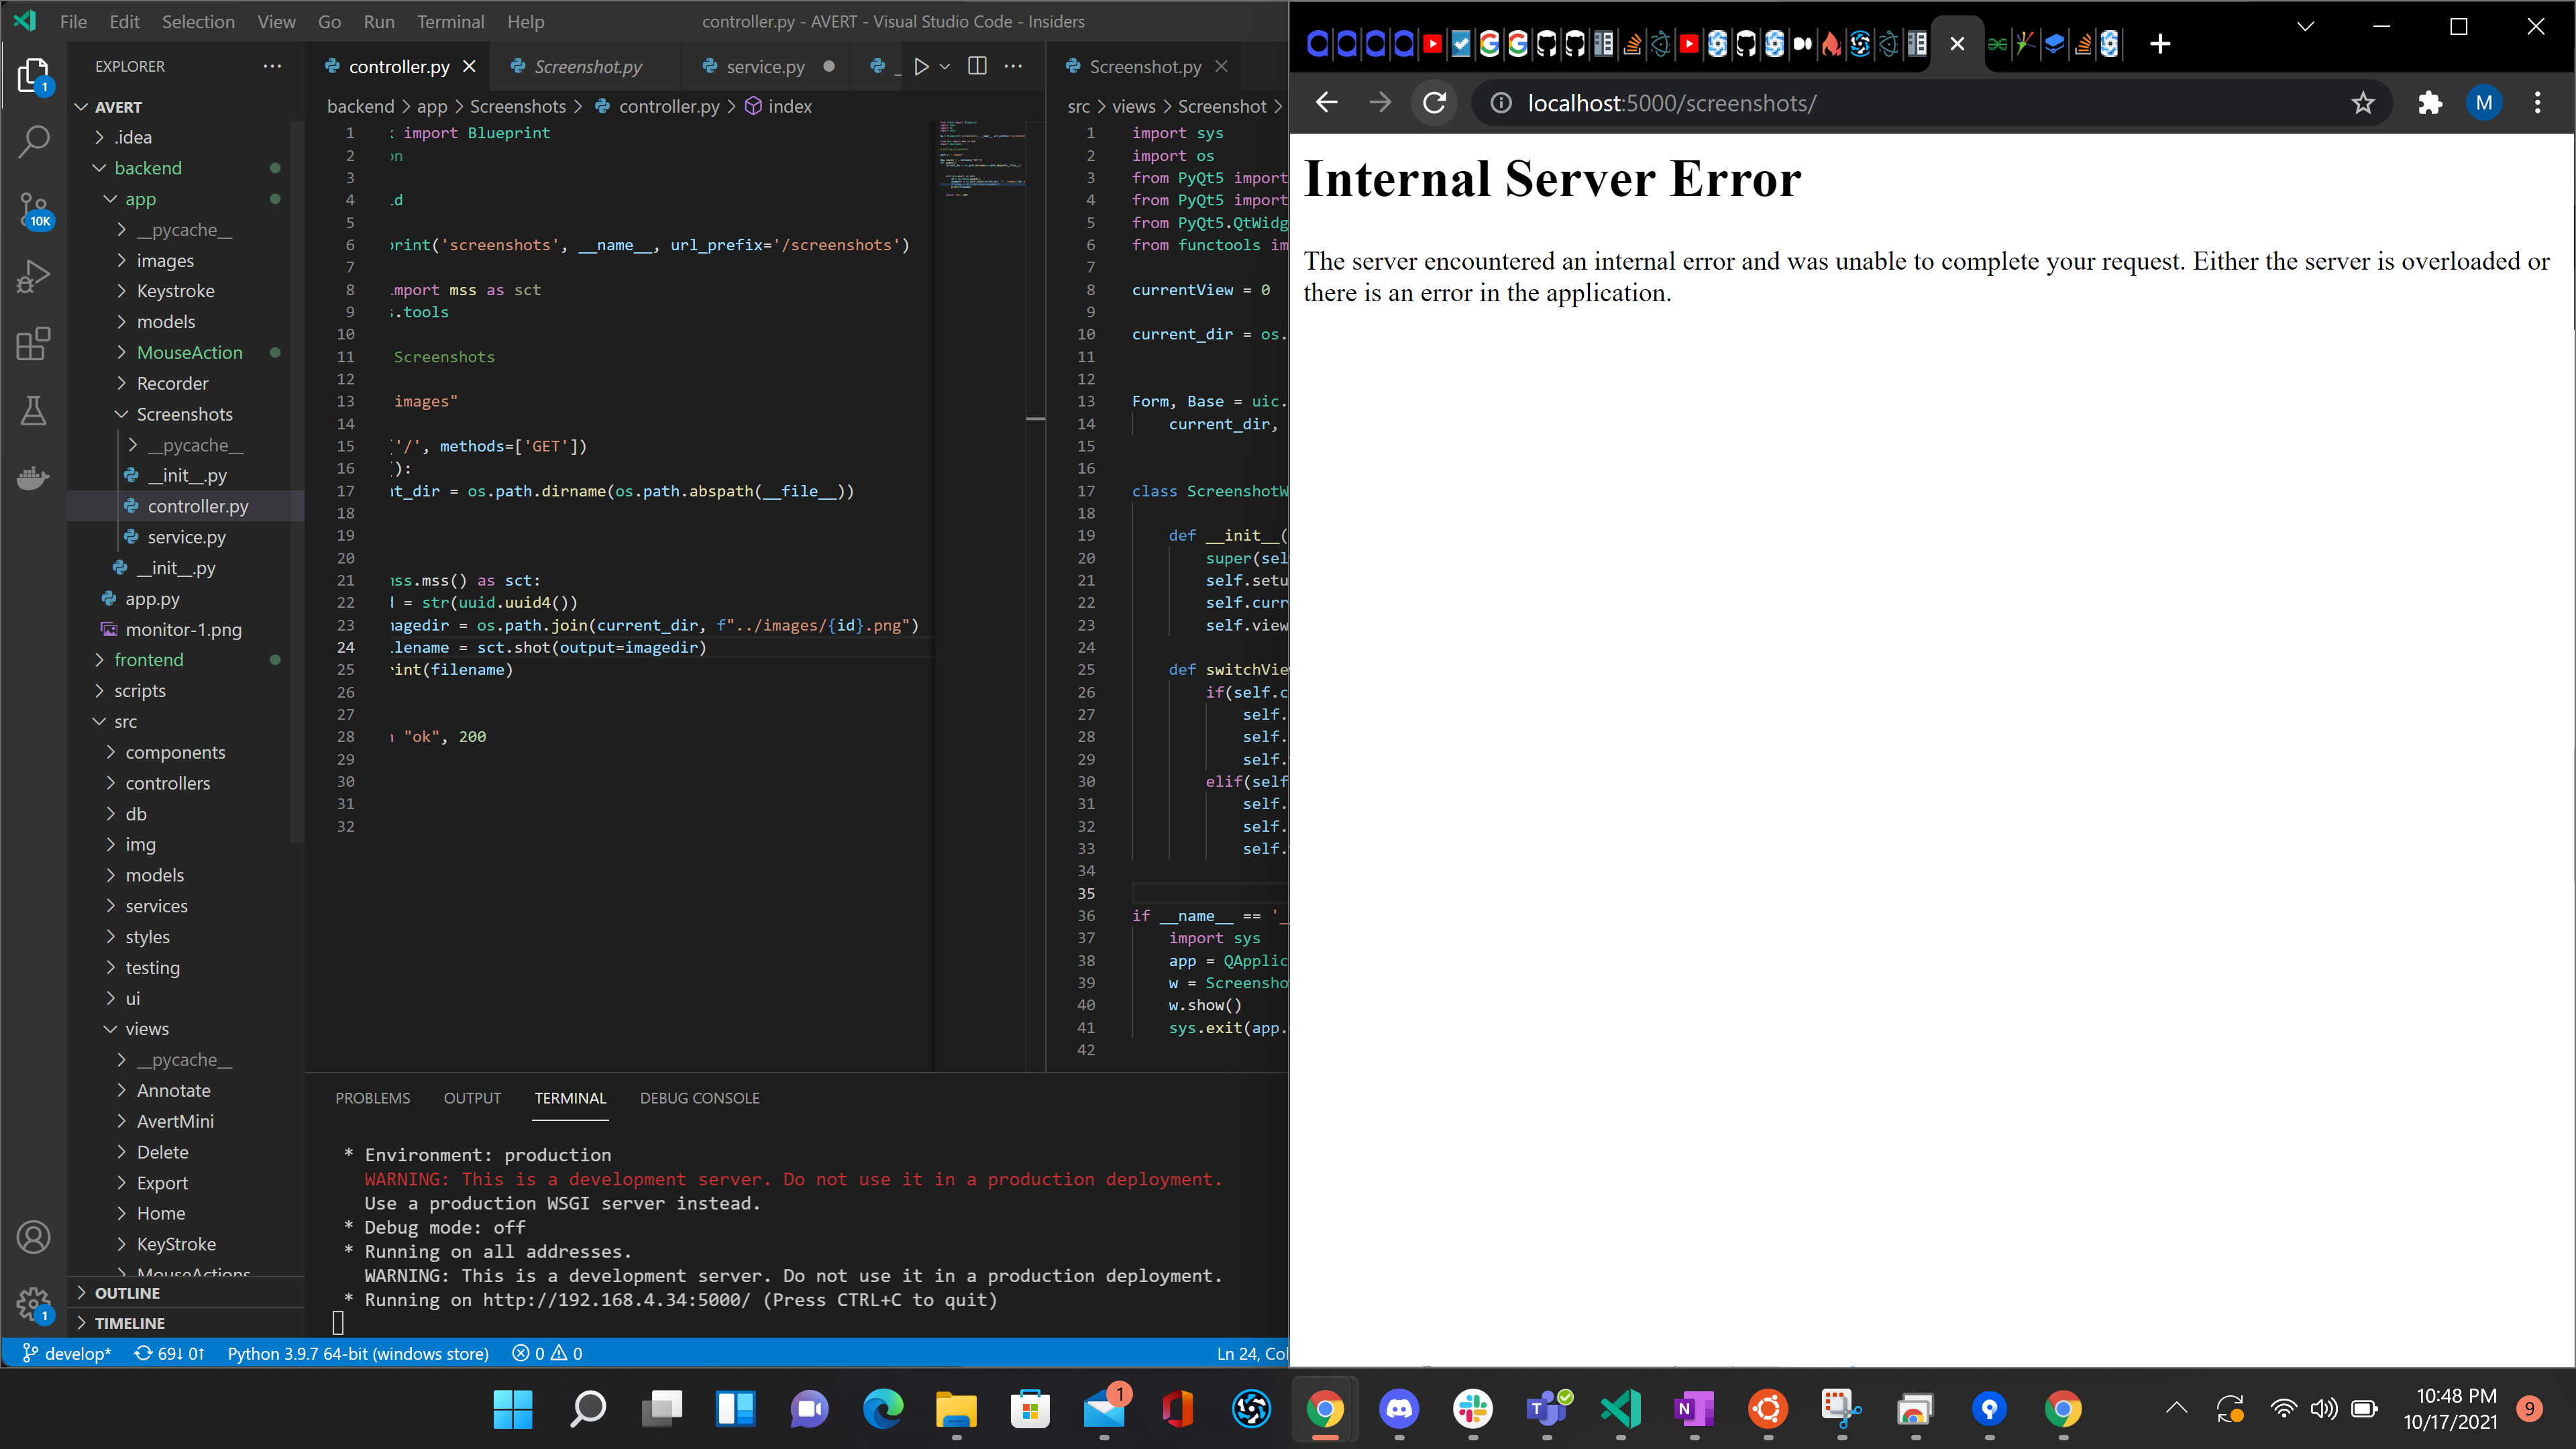 File Edit Selection View Go Run Terminal Help
controller.py - AVERT - Visual Studio Code - Insiders
EXPLORER
AVERT
.idea
backend
app
__pycache__
images
Keystroke
models
MouseAction
Recorder
Screenshots
__pycache__
__init__.py
controller.py
service.py
__init__.py
app.py
monitor-1.png
frontend
scripts
src
components
controllers
db
img
models
services
styles
testing
ui
views
__pycache__
Annotate
AvertMini
Delete
Export
Home
KeyStroke
MouseActions
OUTLINE
TIMELINE
1
10K
1
controller.py Screenshot.py service.py
backend > app > Screenshots > controller.py > index
1 : import Blueprint
2 on
3
4 id
5
6 print('screenshots', __name__, url_prefix='/screenshots')
7
8 import mss as sct
9 s.tools
10
11 Screenshots
12
13 images"
14
15 ('/', methods=['GET'])
16 ():
17 nt_dir = os.path.dirname(os.path.abspath(__file__))
18
19
20
21 mss.mss() as sct:
22 d = str(uuid.uuid4())
23 magedir = os.path.join(current_dir, f"../images/{id}.png")
24 ilename = sct.shot(output=imagedir)
25 rint(filename)
26
27
28 n "ok", 200
29
30
31
32
Screenshot.py
src > views > Screenshot >
1 import sys
2 import os
3 from PyQt5 import
4 from PyQt5 import
5 from PyQt5.QtWidg
6 from functools im
7
8 currentView = 0
9
10 current_dir = os.
11
12
13 Form, Base = uic.
14 current_dir,
15
16
17 class ScreenshotW
18
19 def __init__(
20 super(sel
21 self.setu
22 self.curr
23 self.view
24
25 def switchVie
26 if(self.c
27 self.
28 self.
29 self.
30 elif(self
31 self.
32 self.
33 self.
34
35
36 if __name__ == '_
37 import sys
38 app = QApplic
39 w = Screensho
40 w.show()
41 sys.exit(app.
42
PROBLEMS OUTPUT TERMINAL DEBUG CONSOLE
* Environment: production
WARNING: This is a development server. Do not use it in a production deployment.
Use a production WSGI server instead.
* Debug mode: off
* Running on all addresses.
WARNING: This is a development server. Do not use it in a production deployment.
* Running on http://192.168.4.34:5000/ (Press CTRL+C to quit)
develop* 69↓ 0↑ Python 3.9.7 64-bit (windows store) 0 0
Ln 24, Col
localhost:5000/screenshots/
M
Internal Server Error
The server encountered an internal error and was unable to complete your request. Either the server is overloaded or
there is an error in the application.
1
10:48 PM
10/17/2021
9